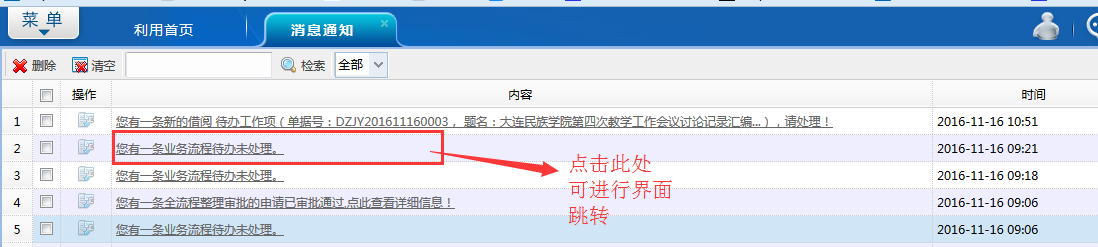 菜 单 利用首页 消息通知
删除 清空 检索 全部
操作 内容 时间
1 您有一条新的借阅 待办工作项（单据号：DZJY201611160003 ， 题名：大连民族学院第四次教学工作会议讨论记录汇编...），请处理！ 2016-11-16 10:51
2 您有一条业务流程待办未处理。 2016-11-16 09:21
3 您有一条业务流程待办未处理。 2016-11-16 09:18
4 您有一条全流程整理审批的申请已审批通过,点此查看详细信息！ 2016-11-16 09:06
5 您有一条业务流程待办未处理。 2016-11-16 09:06
点击此处
可进行界面
跳转